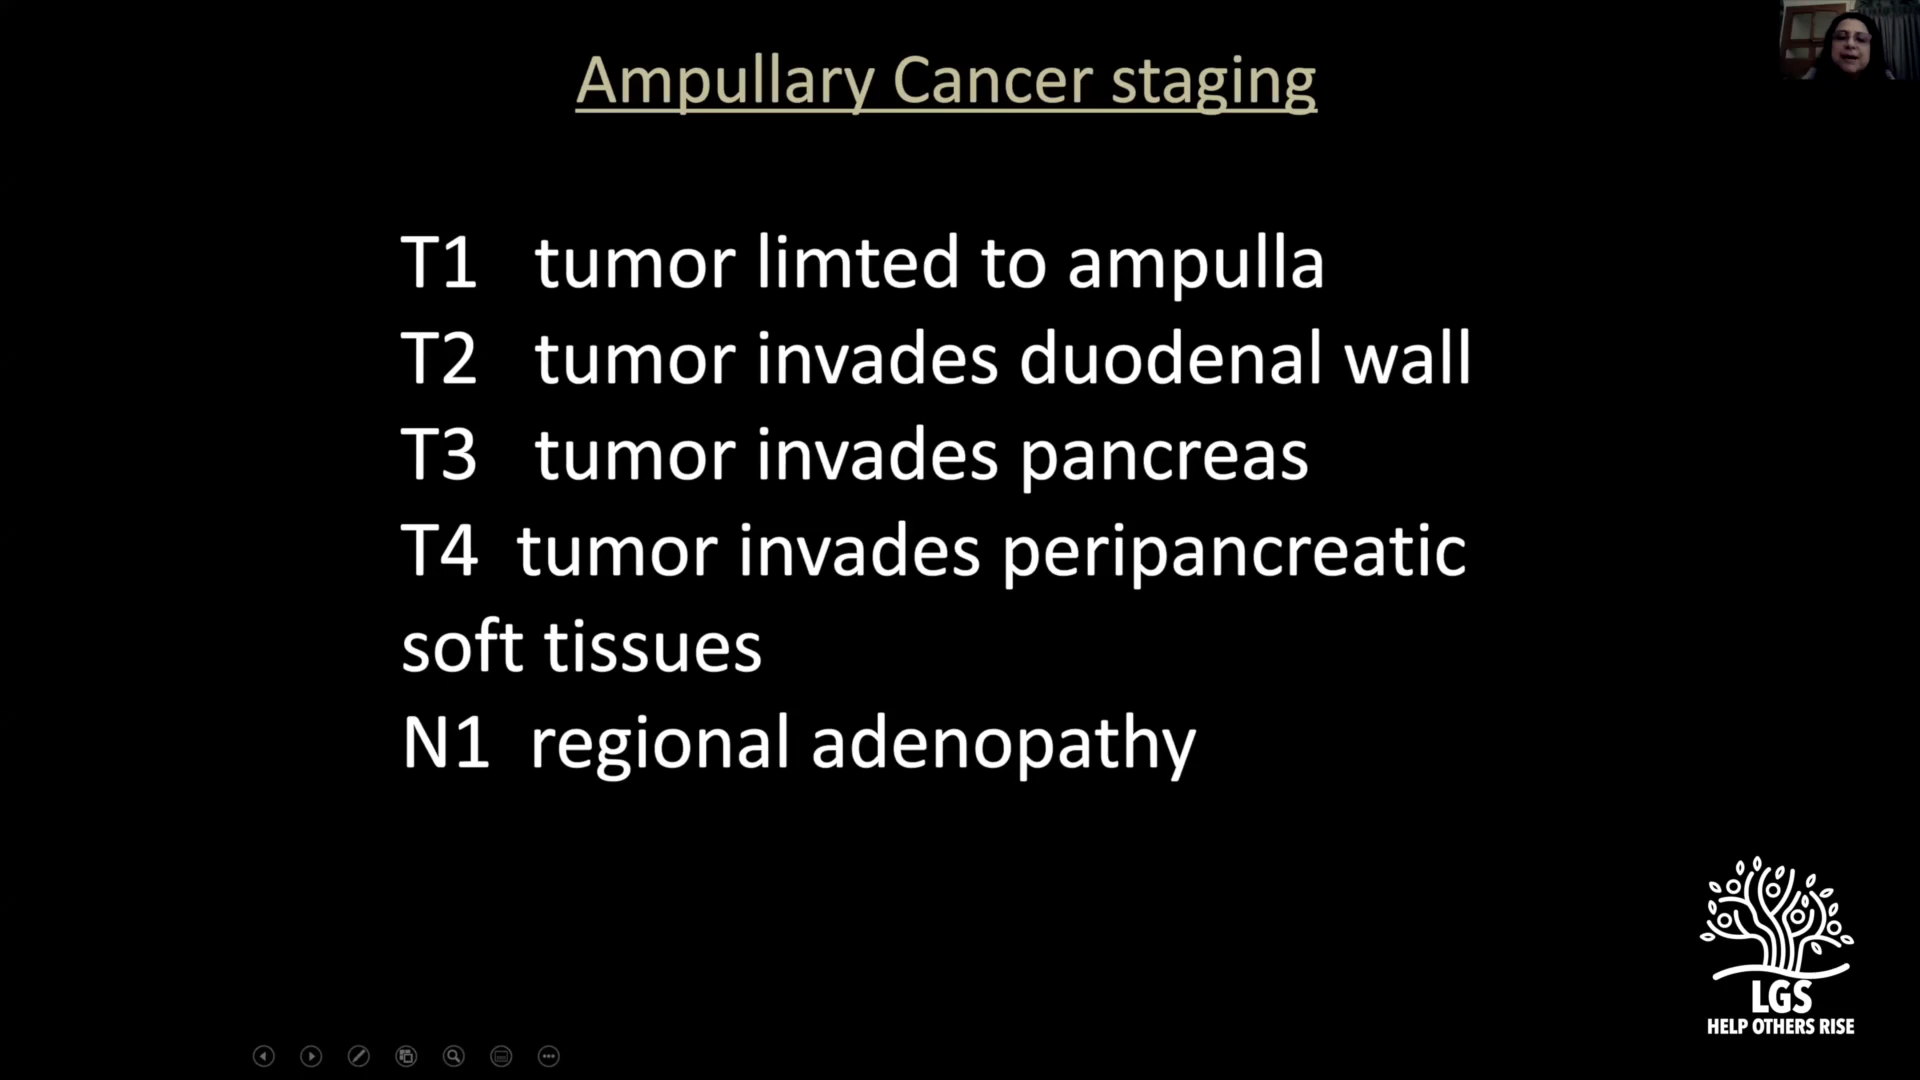 Ampullary Cancer staging
T1 tumor limted to ampulla
T2 tumor invades duodenal wall
T3 tumor invades pancreas
T4 tumor invades peripancreatic
soft tissues
N1 regional adenopathy
LGS
HELP OTHERS RISE